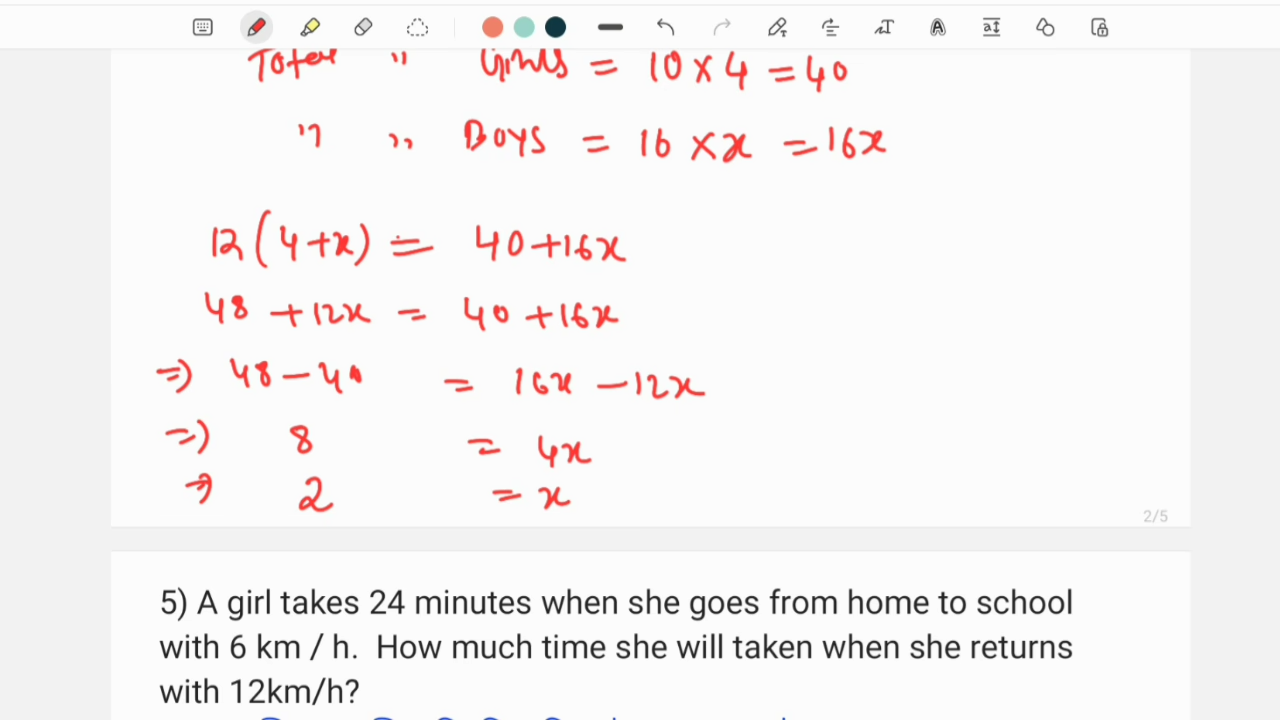 Total " Girls = 10 × 4 = 40
" " Boys = 16 × x = 16x
12(4+x) = 40+16x
48 + 12x = 40 + 16x
=) 48 - 40 = 16x - 12x
=) 8 = 4x
=) 2 = x
2/5
5) A girl takes 24 minutes when she goes from home to school
with 6 km / h. How much time she will taken when she returns
with 12km/h?